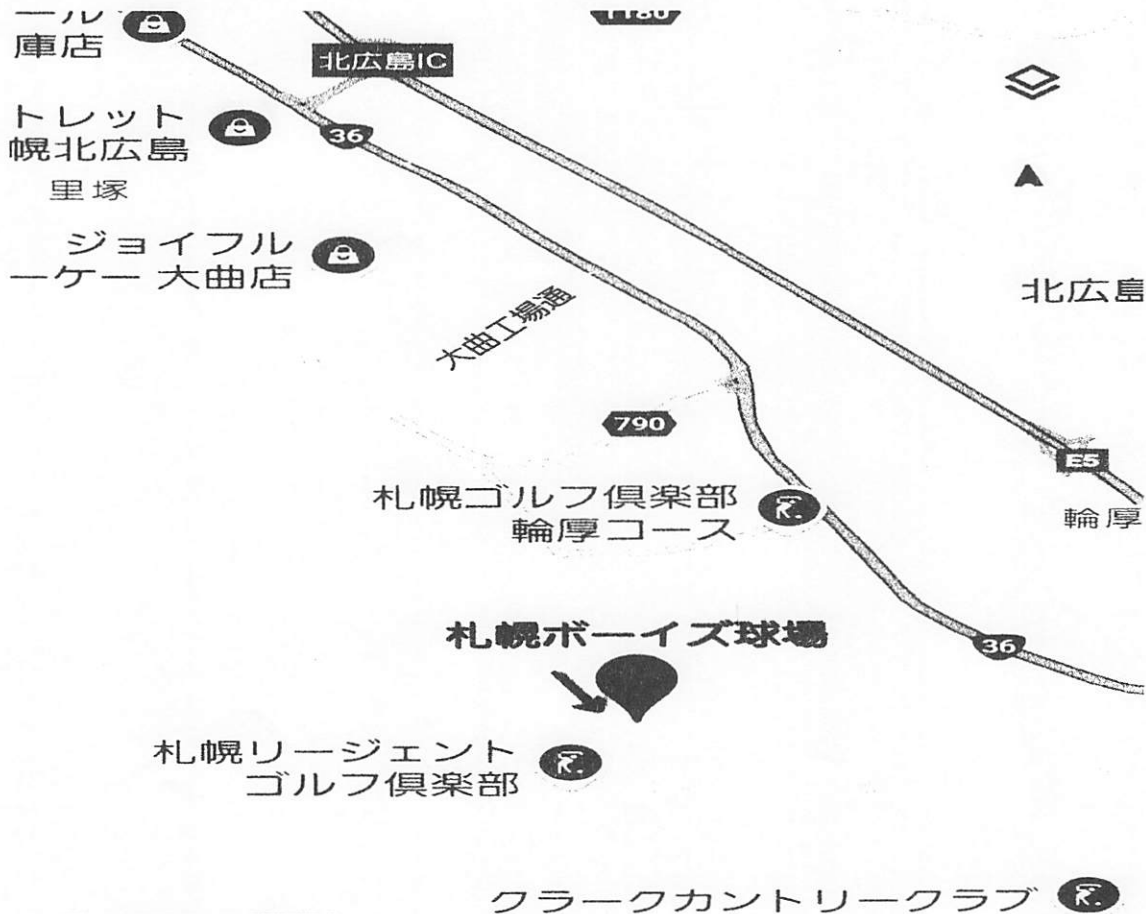 ール
庫店
1180
北広島IC
トレット
幌北広島
36
里塚
ジョイフル
ーケー 大曲店
北広島
大曲工場通
790
E5
札幌ゴルフ倶楽部
輪厚コース
輪厚
札幌ボーイズ球場
36
札幌リージェント
ゴルフ倶楽部
クラークカントリークラブ